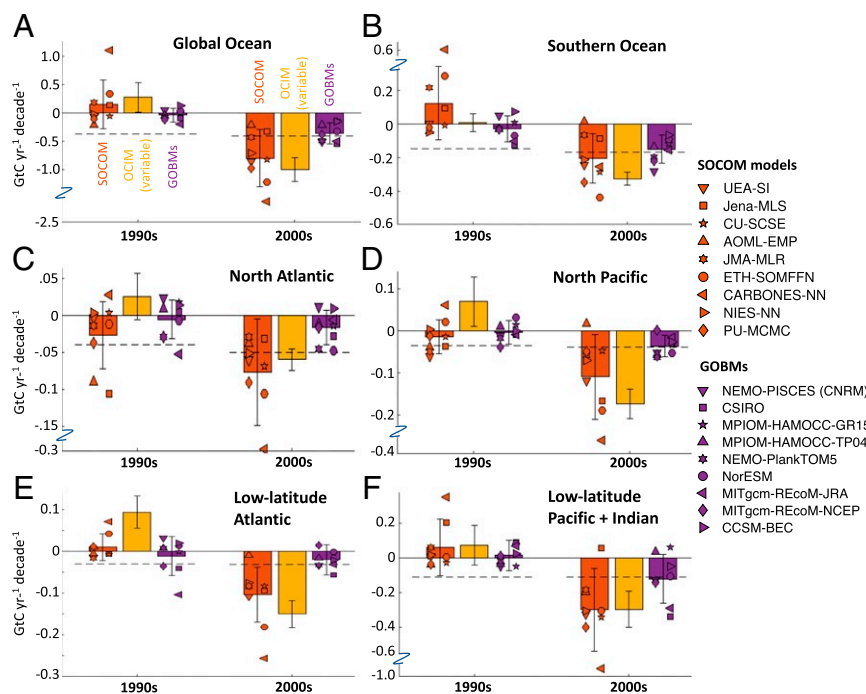 A
Global Ocean
GtC yr-1 decade-1
1.0
0.5
0
-0.5
-1.0
-2.5
SOCOM
OCIM
(variable)
GOBMs
SOCOM
OCIM
(variable)
GOBMs
1990s
2000s
B
Southern Ocean
0.6
0.2
0
-0.2
-0.4
-0.6
1990s
2000s
C
North Atlantic
GtC yr-1 decade-1
.05
0
-.05
-0.1
-.15
-0.3
1990s
2000s
D
North Pacific
0.1
0
-0.1
-0.2
-0.4
1990s
2000s
E
Low-latitude
Atlantic
GtC yr-1 decade-1
0.1
0
-0.1
-0.2
-0.3
1990s
2000s
F
Low-latitude
Pacific + Indian
0.2
0
-0.2
-0.4
-0.6
-1.0
1990s
2000s
SOCOM models
UEA-SI
Jena-MLS
CU-SCSE
AOML-EMP
JMA-MLR
ETH-SOMFFN
CARBONES-NN
NIES-NN
PU-MCMC
GOBMs
NEMO-PISCES (CNRM)
CSIRO
MPIOM-HAMOCC-GR15
MPIOM-HAMOCC-TP04
NEMO-PlankTOM5
NorESM
MITgcm-REcoM-JRA
MITgcm-REcoM-NCEP
CCSM-BEC